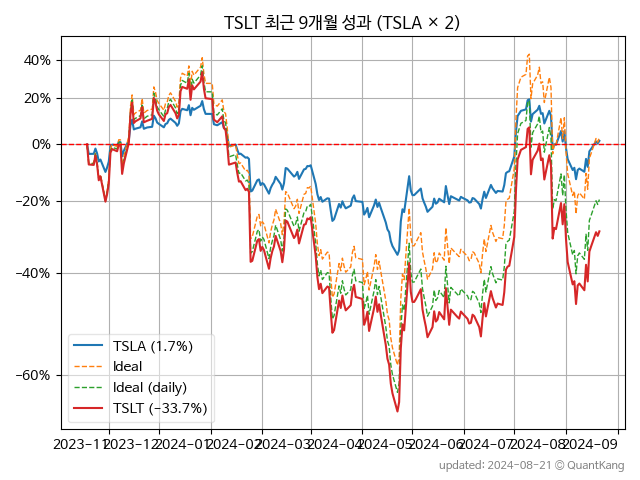 TSLT 최근 9개월 성과 (TSLA × 2)
40%
20%
0%
−20%
−40%
−60%
TSLA (1.7%)
Ideal
Ideal (daily)
TSLT (−33.7%)
2023-11 2023-12 2024-01 2024-02 2024-03 2024-04 2024-05 2024-06 2024-07 2024-08 2024-09
updated: 2024-08-21 © QuantKang